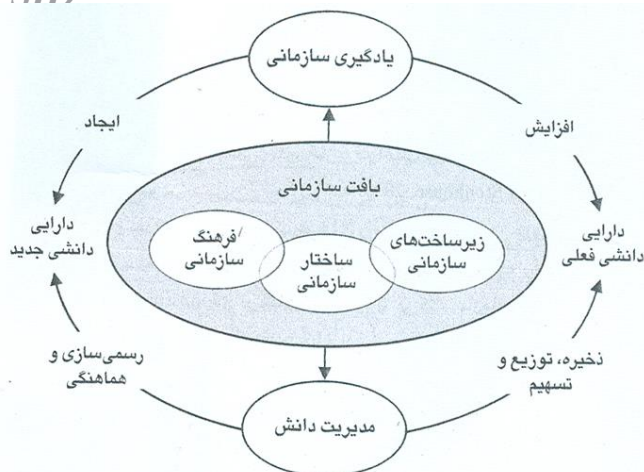 یادگیری سازمانی
افزایش
ایجاد
بافت سازمانی
زیرساخت‌های
سازمانی
ساختار
سازمانی
فرهنگ
سازمانی
دارایی
دانشی فعلی
دارایی
دانشی جدید
ذخیره، توزیع و
تسهیم
رسمی‌سازی و
هماهنگی
مدیریت دانش